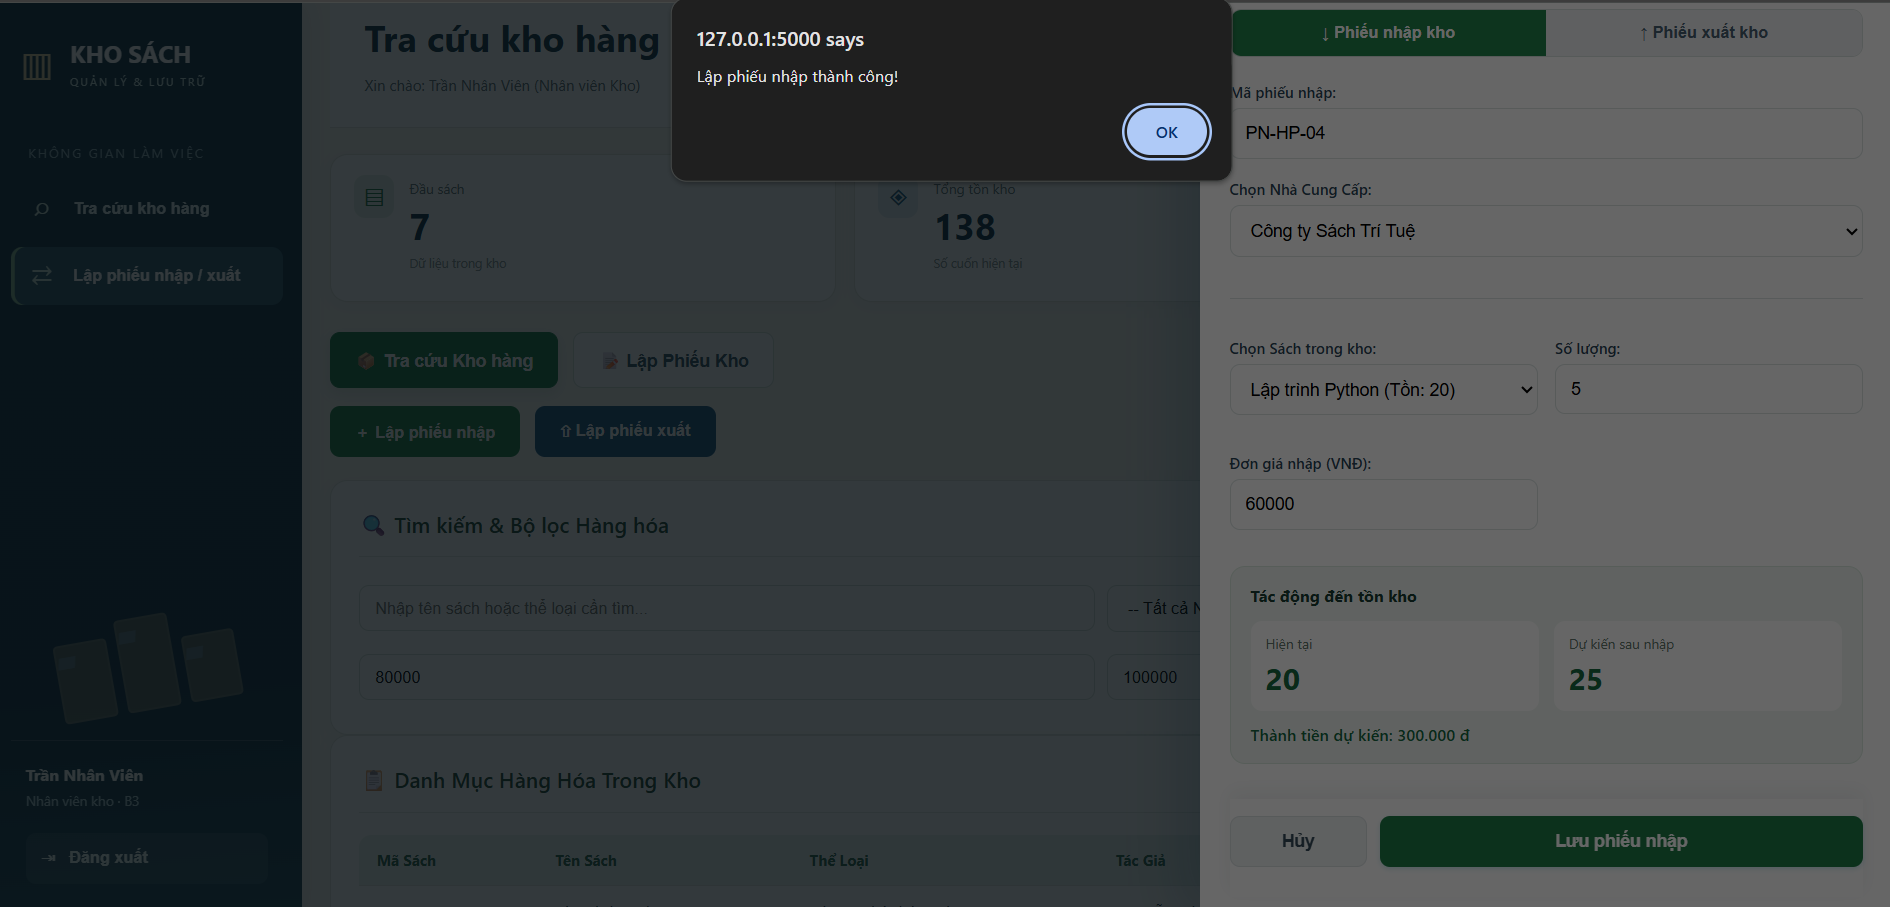 KHO SÁCH
QUẢN LÝ & LƯU TRỮ
KHÔNG GIAN LÀM VIỆC
Tra cứu kho hàng
Lập phiếu nhập / xuất
Trần Nhân Viên
Nhân viên kho · B3
Đăng xuất
Tra cứu kho hàng
Xin chào: Trần Nhân Viên (Nhân viên Kho)
127.0.0.1:5000 says
Lập phiếu nhập thành công!
OK
Đầu sách
7
Dữ liệu trong kho
Tổng tồn kho
138
Số cuốn hiện tại
Tra cứu Kho hàng
Lập Phiếu Kho
+ Lập phiếu nhập
⇧ Lập phiếu xuất
Tìm kiếm & Bộ lọc Hàng hóa
Nhập tên sách hoặc thể loại cần tìm...
-- Tất cả N
80000
100000
Danh Mục Hàng Hóa Trong Kho
Mã Sách
Tên Sách
Thể Loại
Tác Giả
↓ Phiếu nhập kho
↑ Phiếu xuất kho
Mã phiếu nhập:
PN-HP-04
Chọn Nhà Cung Cấp:
Công ty Sách Trí Tuệ
Chọn Sách trong kho:
Lập trình Python (Tồn: 20)
Số lượng:
5
Đơn giá nhập (VNĐ):
60000
Tác động đến tồn kho
Hiện tại
20
Dự kiến sau nhập
25
Thành tiền dự kiến: 300.000 đ
Hủy
Lưu phiếu nhập